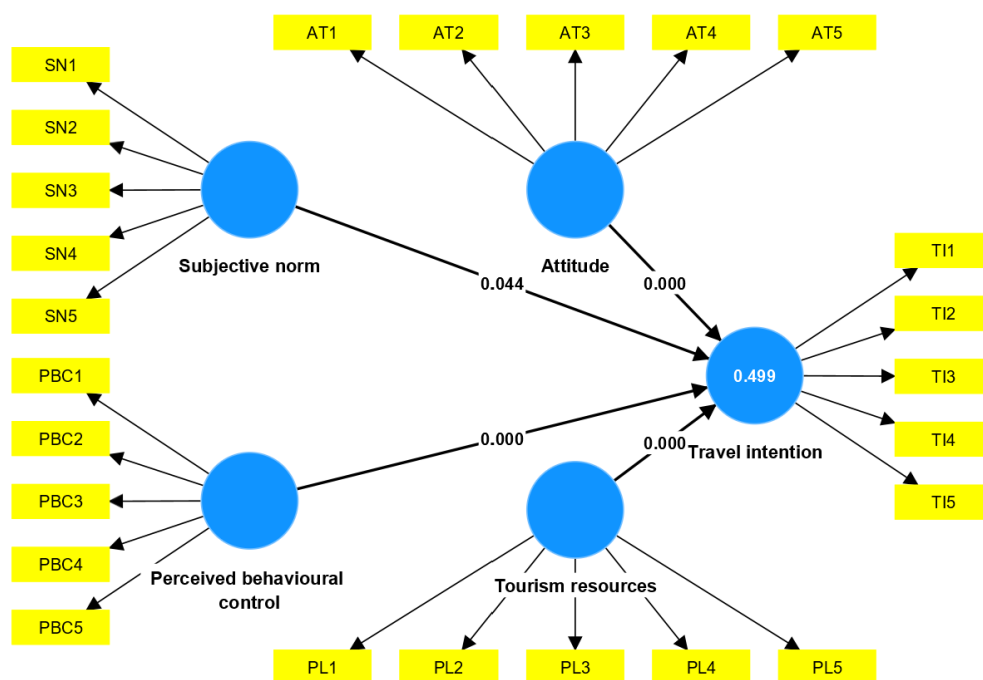 AT1
AT2
AT3
AT4
AT5
SN1
SN2
SN3
SN4
SN5
Subjective norm
Attitude
0.044
0.000
TI1
TI2
TI3
TI4
TI5
0.499
Travel intention
PBC1
PBC2
PBC3
PBC4
PBC5
0.000
0.000
Perceived behavioural
control
Tourism resources
PL1
PL2
PL3
PL4
PL5